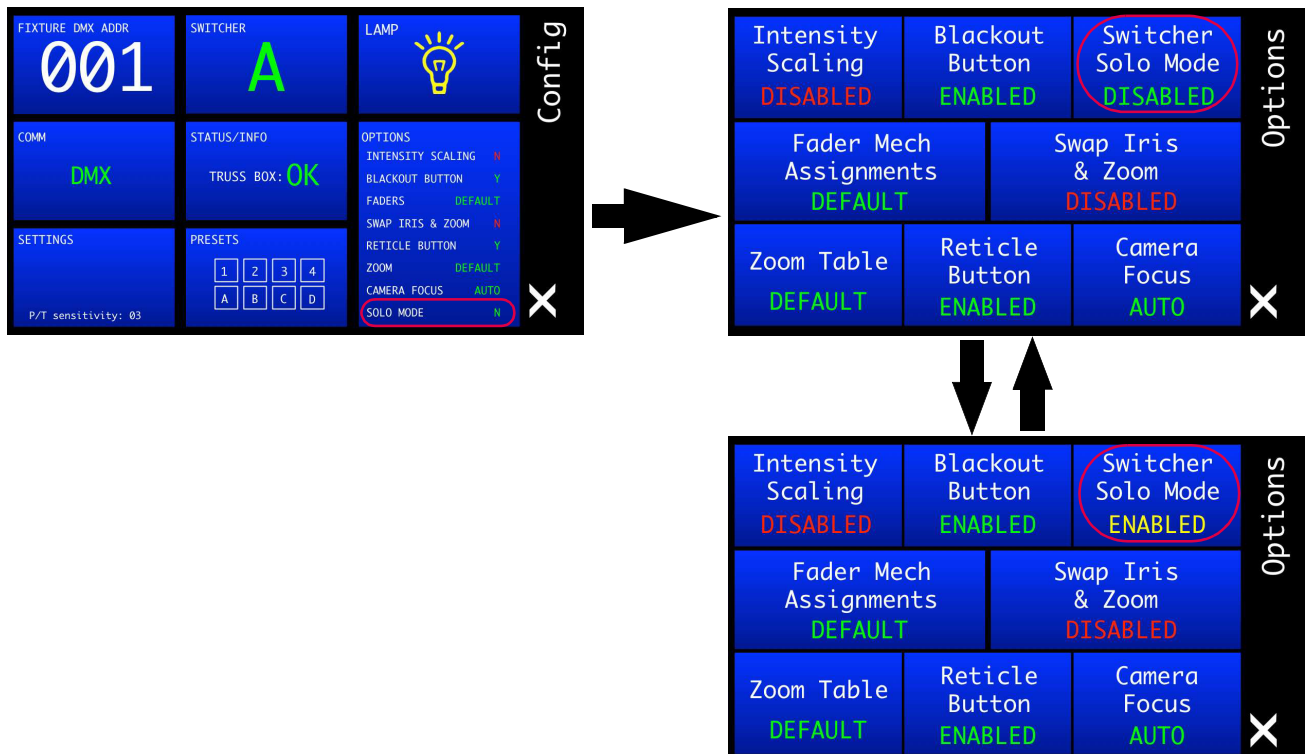 FIXTURE DMX ADDR
001
SWITCHER
A
LAMP
Config
COMM
DMX
STATUS/INFO
TRUSS BOX: OK
OPTIONS
INTENSITY SCALING N
BLACKOUT BUTTON Y
FADERS DEFAULT
SWAP IRIS & ZOOM N
RETICLE BUTTON Y
ZOOM DEFAULT
CAMERA FOCUS AUTO
SOLO MODE N
SETTINGS
P/T sensitivity: 03
PRESETS
1 2 3 4
A B C D
X
Intensity
Scaling
DISABLED
Blackout
Button
ENABLED
Switcher
Solo Mode
DISABLED
Options
Fader Mech
Assignments
DEFAULT
Swap Iris
& Zoom
DISABLED
Zoom Table
DEFAULT
Reticle
Button
ENABLED
Camera
Focus
AUTO
X
Intensity
Scaling
DISABLED
Blackout
Button
ENABLED
Switcher
Solo Mode
ENABLED
Options
Fader Mech
Assignments
DEFAULT
Swap Iris
& Zoom
DISABLED
Zoom Table
DEFAULT
Reticle
Button
ENABLED
Camera
Focus
AUTO
X